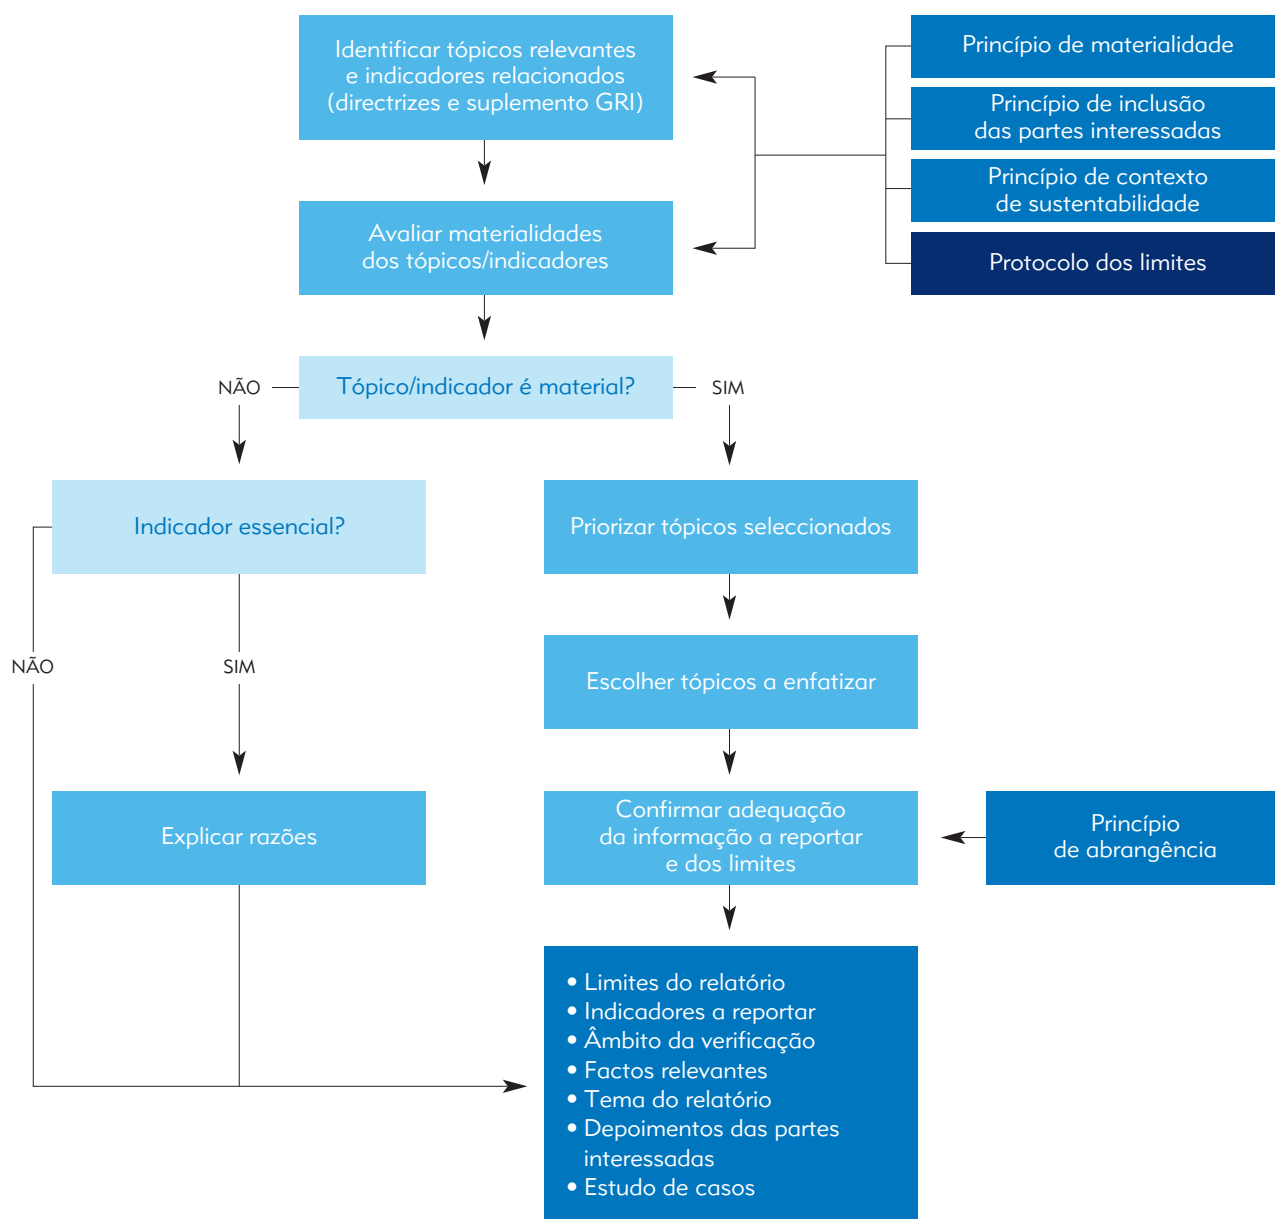 Identificar tópicos relevantes
e indicadores relacionados
(directrizes e suplemento GRI)
Princípio de materialidade
Princípio de inclusão
das partes interessadas
Princípio de contexto
de sustentabilidade
Protocolo dos limites
Avaliar materialidades
dos tópicos/indicadores
NÃO
Tópico/indicador é material?
SIM
Indicador essencial?
Priorizar tópicos seleccionados
NÃO
SIM
Escolher tópicos a enfatizar
Explicar razões
Confirmar adequação
da informação a reportar
e dos limites
Princípio
de abrangência
• Limites do relatório
• Indicadores a reportar
• Âmbito da verificação
• Factos relevantes
• Tema do relatório
• Depoimentos das partes
interessadas
• Estudo de casos